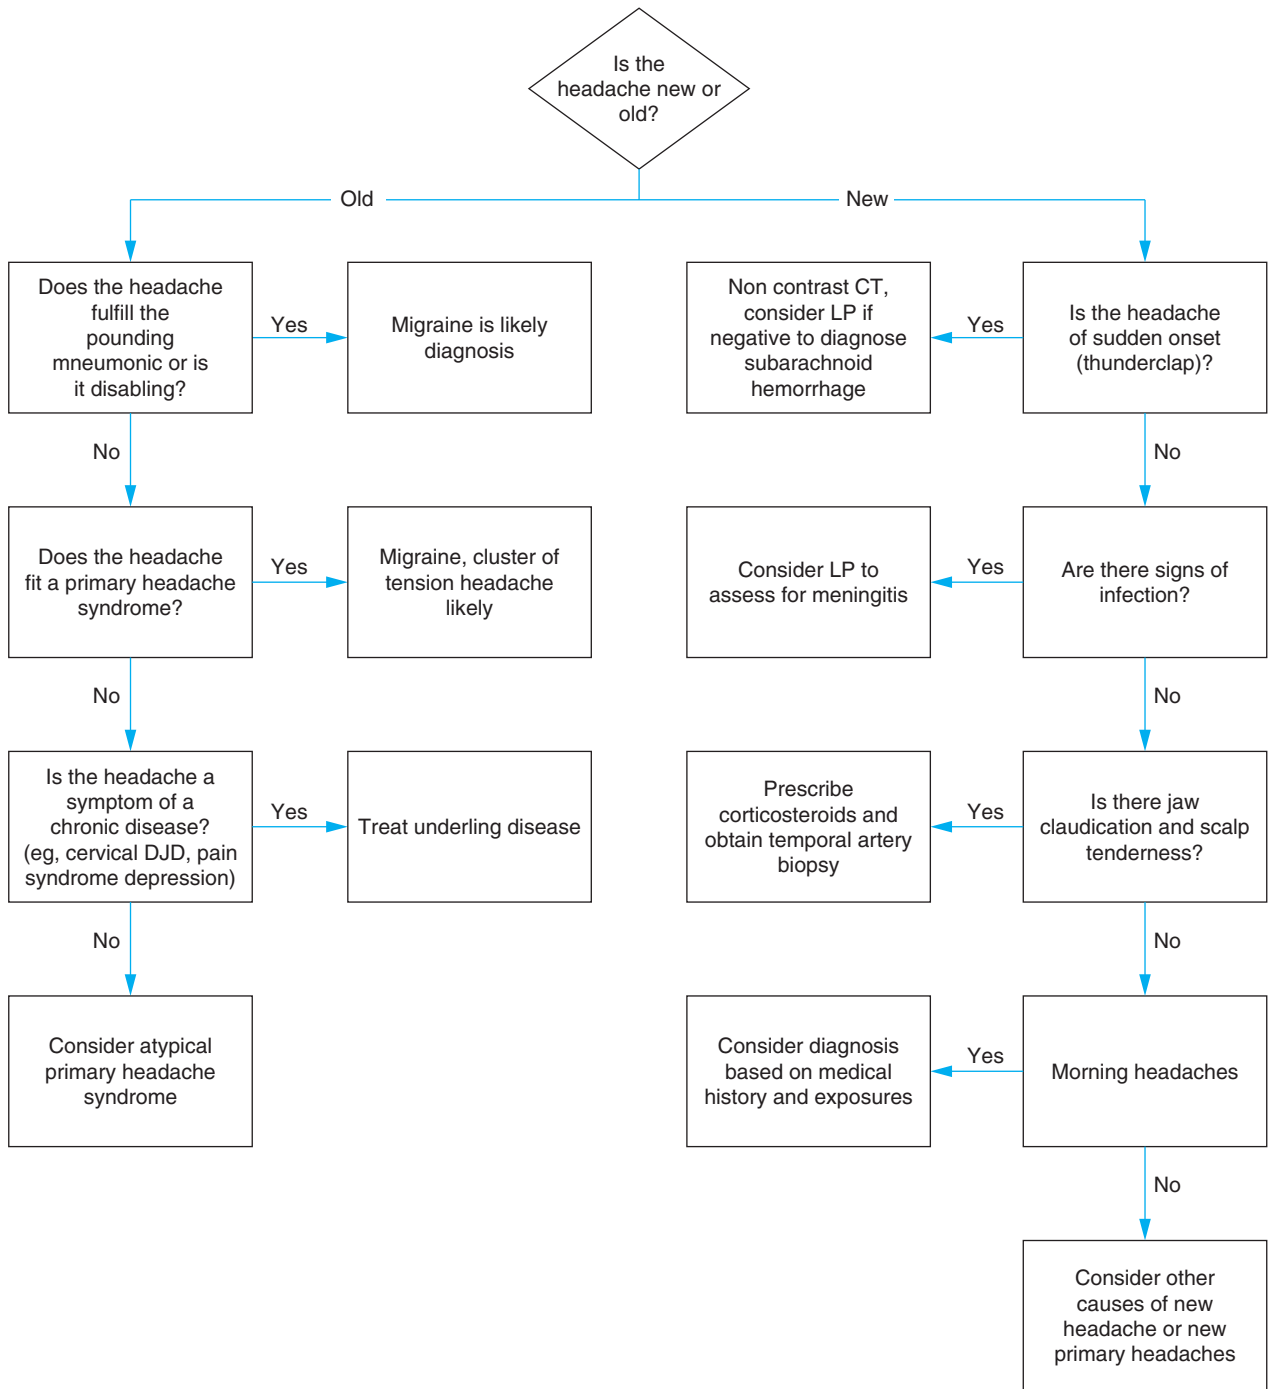 Is the
headache new or
old?
Old
New
Does the headache
fulfill the
pounding
mneumonic or is
it disabling?
Yes
Migraine is likely
diagnosis
Non contrast CT,
consider LP if
negative to diagnose
subarachnoid
hemorrhage
Yes
Is the headache
of sudden onset
(thunderclap)?
No
No
Does the headache
fit a primary headache
syndrome?
Yes
Migraine, cluster of
tension headache
likely
Consider LP to
assess for meningitis
Yes
Are there signs of
infection?
No
No
Is the headache a
symptom of a
chronic disease?
(eg, cervical DJD, pain
syndrome depression)
Yes
Treat underling disease
Prescribe
corticosteroids and
obtain temporal artery
biopsy
Yes
Is there jaw
claudication and scalp
tenderness?
No
No
Consider atypical
primary headache
syndrome
Consider diagnosis
based on medical
history and exposures
Yes
Morning headaches
No
Consider other
causes of new
headache or new
primary headaches